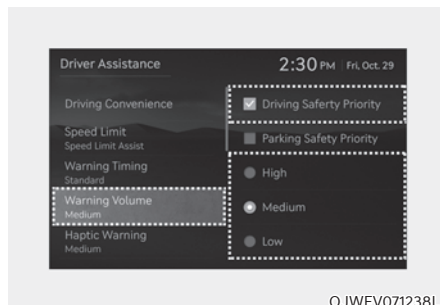 Driver Assistance
2:30 PM Fri, Oct. 29
Driving Convenience
Speed Limit
Speed Limit Assist
Warning Timing
Standard
Warning Volume
Medium
Haptic Warning
Medium
Driving Saferty Priority
Parking Safety Priority
High
Medium
Low
OJWEV071238L